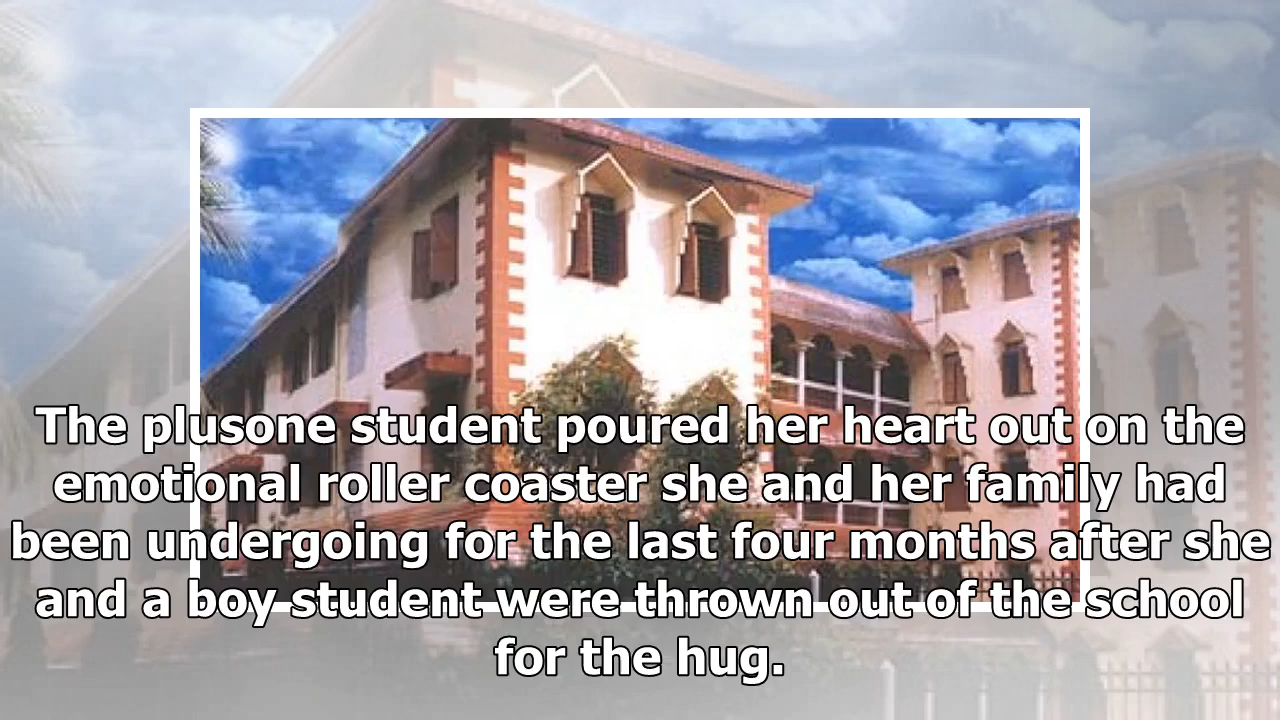 The plusone student poured her heart out on the
emotional roller coaster she and her family had
been undergoing for the last four months after she
and a boy student were thrown out of the school
for the hug.